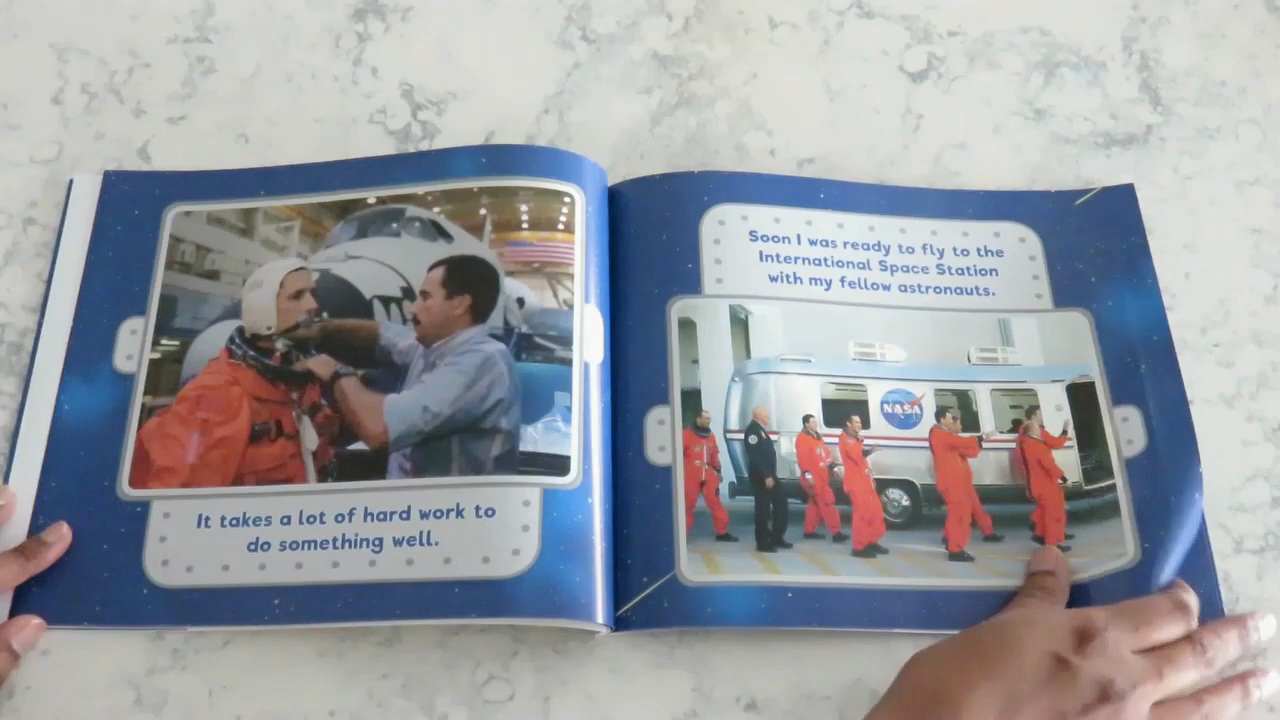 It takes a lot of hard work to
do something well.
Soon I was ready to fly to the
International Space Station
with my fellow astronauts.
NASA